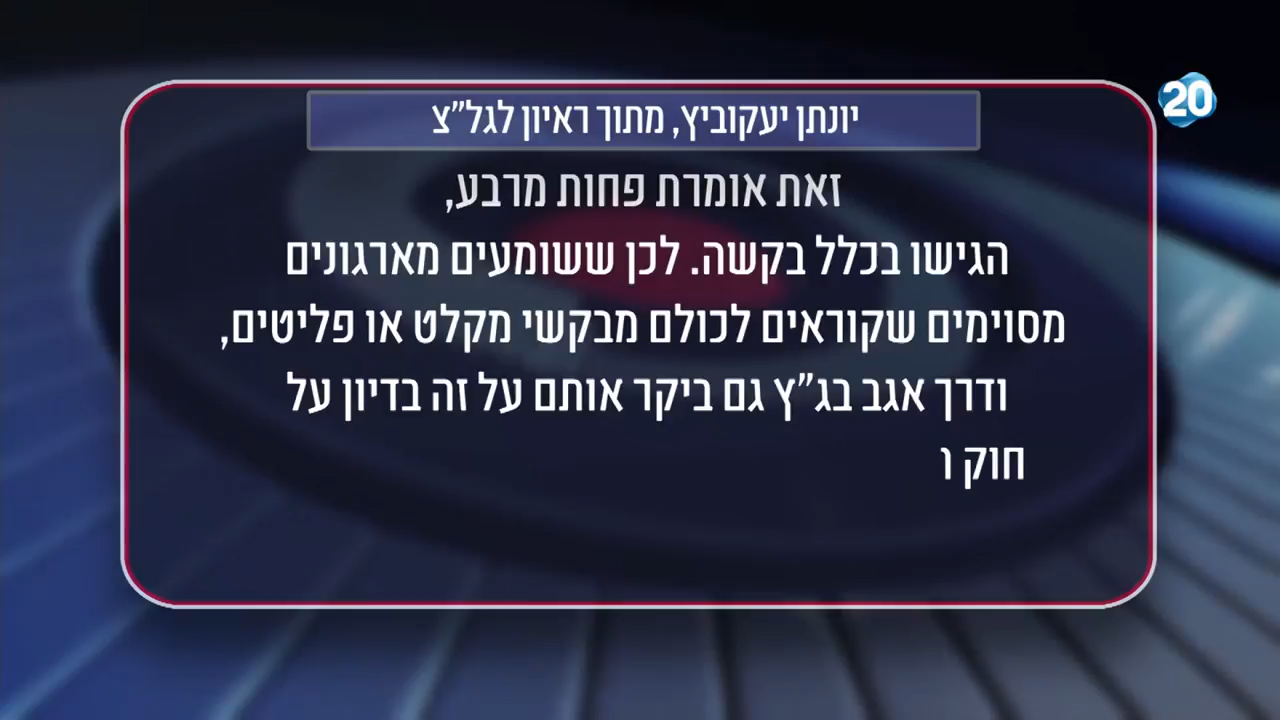 20
יונתן יעקוביץ, מתוך ראיון לגל״צ
זאת אומרת פחות מרבע,
הגישו בכלל בקשה. לכן ששומעים מארגונים
מסוימים שקוראים לכולם מבקשי מקלט או פליטים,
ודרך אגב בג״ץ גם ביקר אותם על זה בדיון על
חוק ו